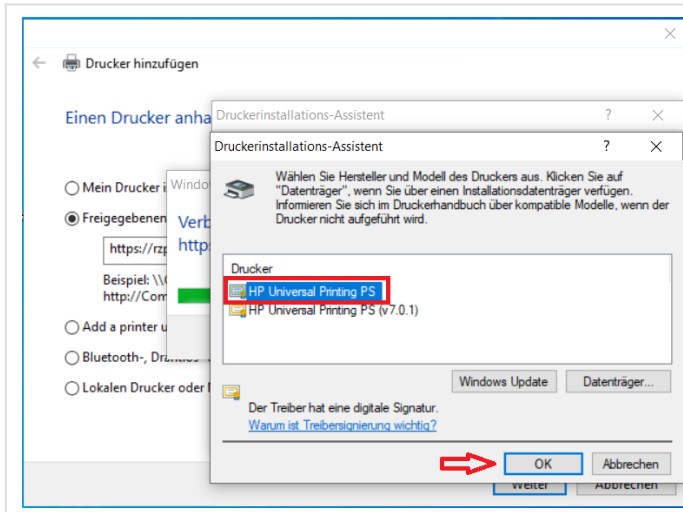 Drucker hinzufügen
Einen Drucker anha
Mein Drucker i
Freigegebenen
https://rzp
Beispiel: \\
http://Com
Add a printer u
Bluetooth-,
Lokalen Drucker oder
Windo
Verb
http
Druckerinstallations-Assistent
?
Druckerinstallations-Assistent
?
Wählen Sie Hersteller und Modell des Druckers aus. Klicken Sie auf
"Datenträger", wenn Sie über einen Installationsdatenträger verfügen.
Informieren Sie sich im Druckerhandbuch über kompatible Modelle, wenn der
Drucker nicht aufgeführt wird.
Drucker
HP Universal Printing PS
HP Universal Printing PS (v7.0.1)
Windows Update
Datenträger...
Der Treiber hat eine digitale Signatur.
Warum ist Treibersignierung wichtig?
OK
Abbrechen
Weiter
Abbrechen